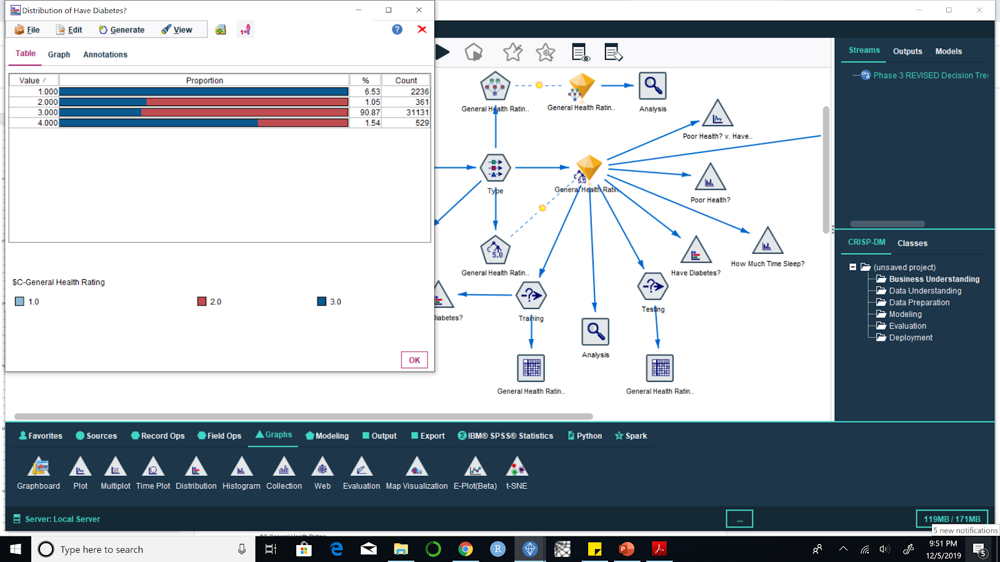 Distribution of Have Diabetes?
File Edit Generate View
Table Graph Annotations
Value Proportion % Count
1.000 6.53 2236
2.000 1.05 361
3.000 90.87 31131
4.000 1.54 529
$C-General Health Rating
1.0 2.0 3.0
OK
General Health Ratin..
General Health Ratin..
Analysis
Poor Health? v. Have..
Type
General Health Ratin
Poor Health?
General Health Ratin..
Have Diabetes?
How Much Time Sleep?
Diabetes?
Training
Testing
Analysis
General Health Ratin..
General Health Ratin..
Streams Outputs Models
Phase 3 REVISED Decision Tre
CRISP-DM Classes
(unsaved project)
Business Understanding
Data Understanding
Data Preparation
Modeling
Evaluation
Deployment
Favorites Sources Record Ops Field Ops Graphs Modeling Output Export IBM® SPSS® Statistics Python Spark
Graphboard Plot Multiplot Time Plot Distribution Histogram Collection Web Evaluation Map Visualization E-Plot(Beta) t-SNE
Server: Local Server
...
119MB / 171MB
5 new notifications
Type here to search
9:51 PM
12/5/2019
5